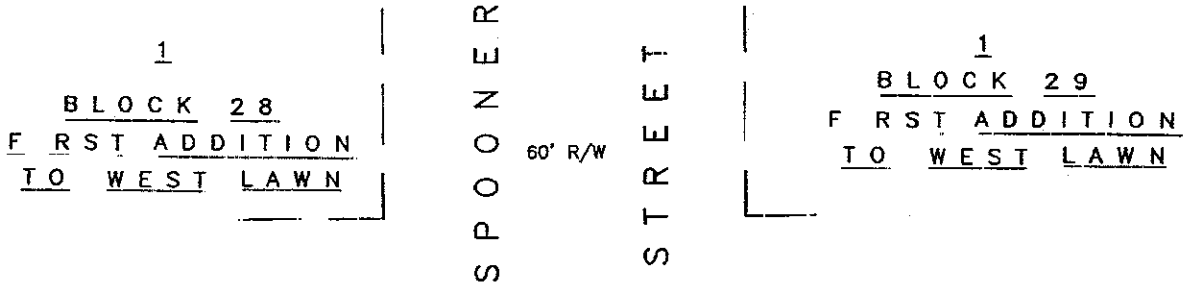 1
BLOCK 28
F RST ADDITION
TO WEST LAWN
SPOONER
60' R/W
STREET
1
BLOCK 29
F RST ADDITION
TO WEST LAWN